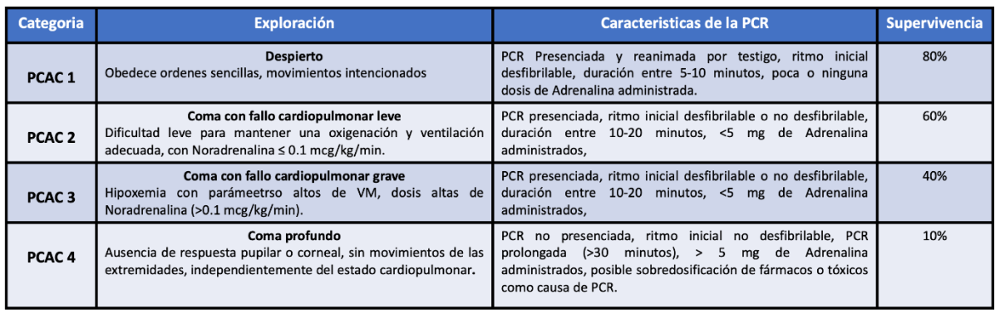 Categoria Exploración Caracteristicas de la PCR Supervivencia
PCAC 1
Despierto
Obedece ordenes sencillas, movimientos intencionados
PCR Presenciada y reanimada por testigo, ritmo inicial
desfibrilable, duración entre 5-10 minutos, poca o ninguna
dosis de Adrenalina administrada.
80%
PCAC 2
Coma con fallo cardiopulmonar leve
Dificultad leve para mantener una oxigenación y ventilación
adecuada, con Noradrenalina ≤ 0.1 mcg/kg/min.
PCR presenciada, ritmo inicial desfibrilable o no desfibrilable,
duración entre 10-20 minutos, <5 mg de Adrenalina
administrados,
60%
PCAC 3
Coma con fallo cardiopulmonar grave
Hipoxemia con parámeetrso altos de VM, dosis altas de
Noradrenalina (>0.1 mcg/kg/min).
PCR presenciada, ritmo inicial desfibrilable o no desfibrilable,
duración entre 10-20 minutos, <5 mg de Adrenalina
administrados,
40%
PCAC 4
Coma profundo
Ausencia de respuesta pupilar o corneal, sin movimientos de las
extremidades, independientemente del estado cardiopulmonar.
PCR no presenciada, ritmo inicial no desfibrilable, PCR
prolongada (>30 minutos), > 5 mg de Adrenalina
administrados, posible sobredosificación de fármacos o tóxicos
como causa de PCR.
10%